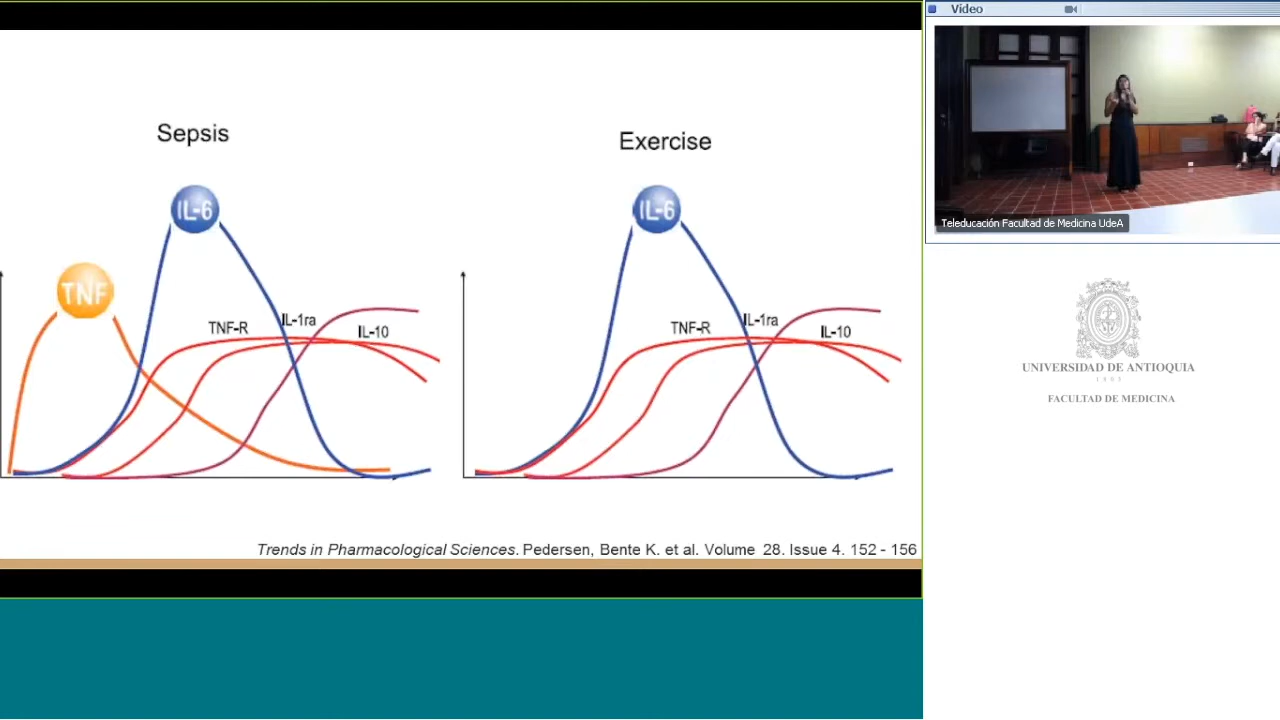 Sepsis
IL-6
TNF
TNF-R
IL-1ra
IL-10
Exercise
IL-6
TNF-R
IL-1ra
IL-10
Trends in Pharmacological Sciences. Pedersen, Bente K. et al. Volume 28. Issue 4. 152 - 156
Vídeo
Teleducación Facultad de Medicina UdeA
UNIVERSIDAD DE ANTIOQUIA
1803
FACULTAD DE MEDICINA